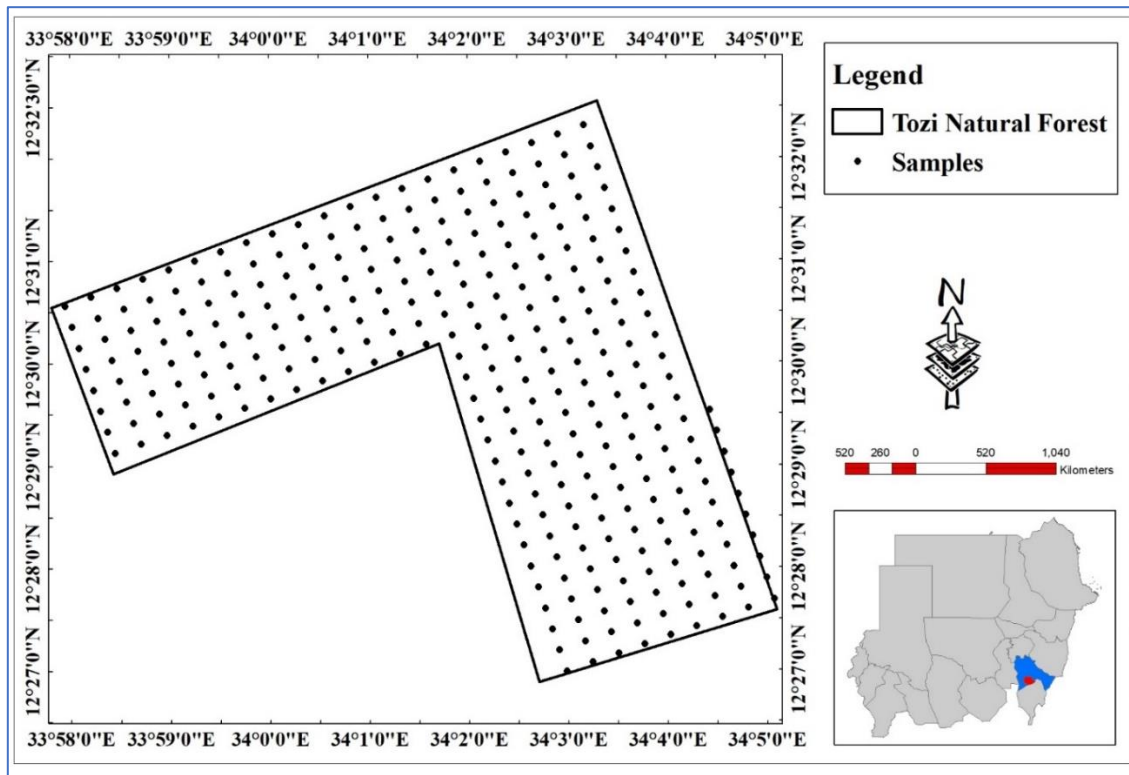 33°58'0"E 33°59'0"E 34°0'0"E 34°1'0"E 34°2'0"E 34°3'0"E 34°4'0"E 34°5'0"E
12°32'30"N
12°31'0"N
12°30'0"N
12°29'0"N
12°28'0"N
12°27'0"N
12°32'0"N
12°31'0"N
12°30'0"N
12°29'0"N
12°28'0"N
12°27'0"N
33°58'0"E 33°59'0"E 34°0'0"E 34°1'0"E 34°2'0"E 34°3'0"E 34°4'0"E 34°5'0"E
Legend
Tozi Natural Forest
Samples
N
520 260 0 520 1,040
Kilometers